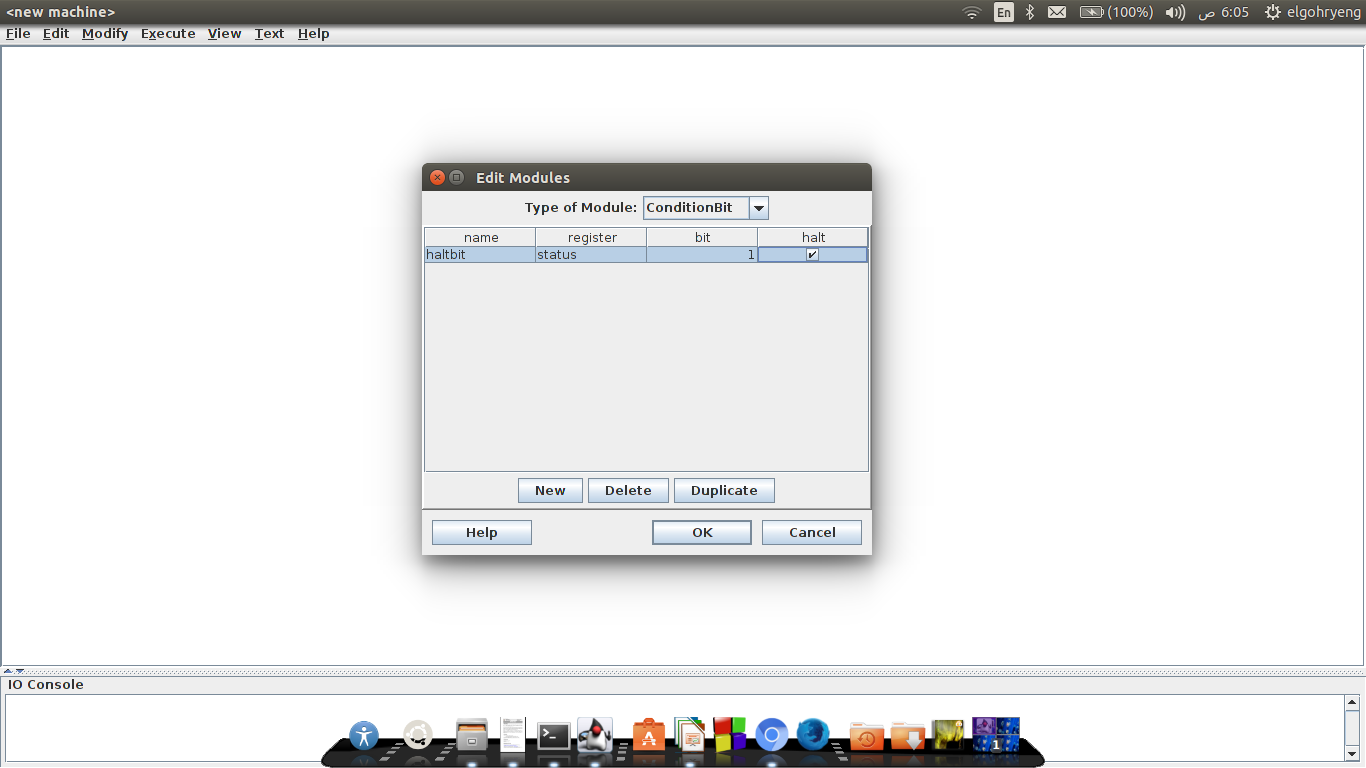 <new machine>
En
(100%)
ص 6:05
elgohryeng
File Edit Modify Execute View Text Help
Edit Modules
Type of Module: ConditionBit
name register bit halt
haltbit status 1
New Delete Duplicate
Help OK Cancel
IO Console
1